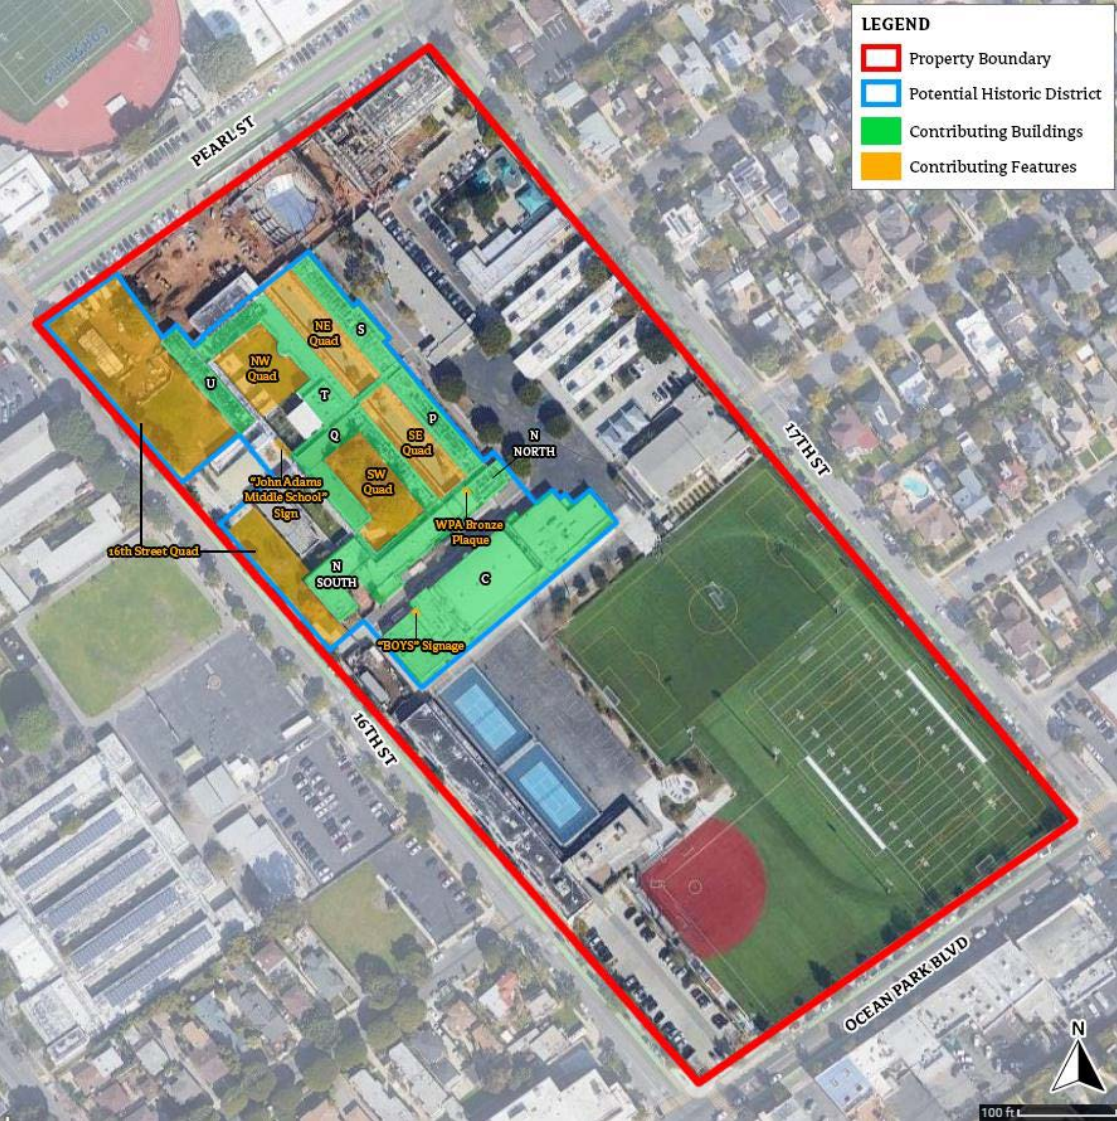 LEGEND
Property Boundary
Potential Historic District
Contributing Buildings
Contributing Features
CORSAIRS
PEARL ST
NE
Quad
S
NW
Quad
U
T
P
Q
SE
Quad
N
NORTH
17TH ST
SW
Quad
"John Adams
Middle School"
Sign
WPA Bronze
Plaque
16th Street Quad
N
SOUTH
C
"BOYS" Signage
16TH ST
OCEAN PARK BLVD
N
100 ft